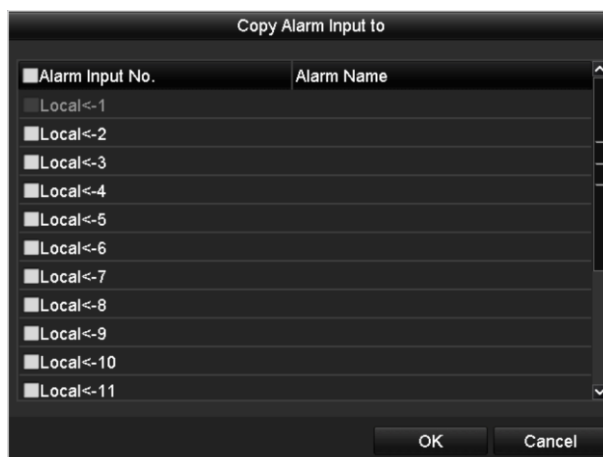 Copy Alarm Input to
Alarm Input No. Alarm Name
Local<-1
Local<-2
Local<-3
Local<-4
Local<-5
Local<-6
Local<-7
Local<-8
Local<-9
Local<-10
Local<-11
OK Cancel